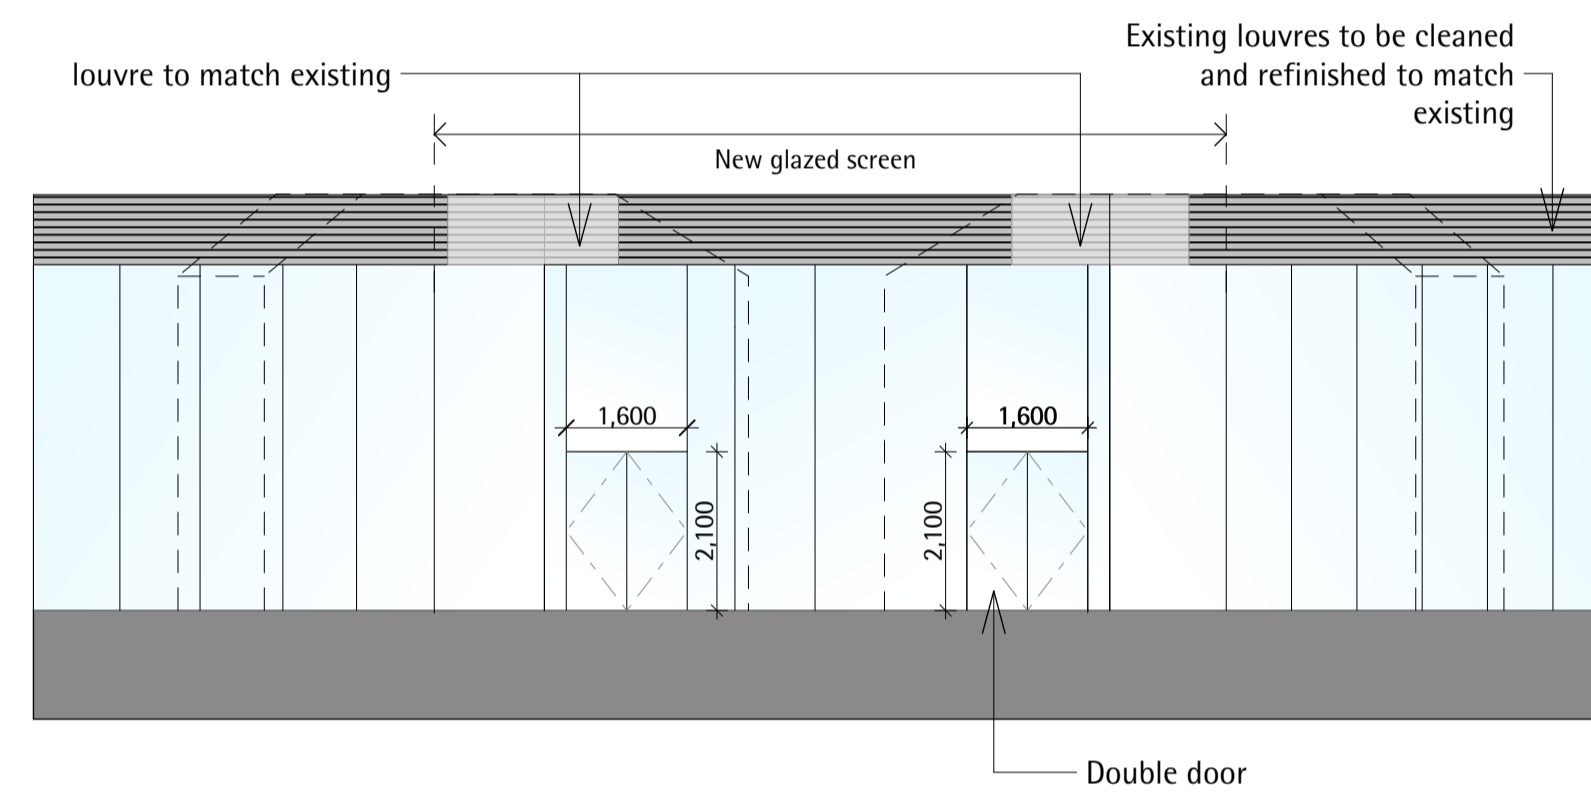 Existing louvres to be cleaned
and refinished to match
existing
louvre to match existing
New glazed screen
1,600
1,600
2,100
2,100
Double door